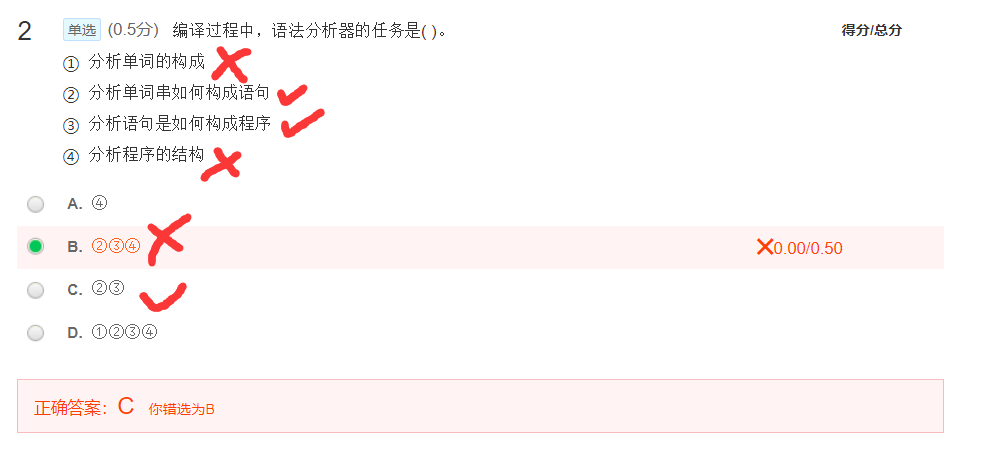 2 单选 (0.5分) 编译过程中，语法分析器的任务是( )。 得分/总分
① 分析单词的构成
② 分析单词串如何构成语句
③ 分析语句是如何构成程序
④ 分析程序的结构
A. ④
B. ②③④ 0.00/0.50
C. ②③
D. ①②③④
正确答案：C 你错选为B